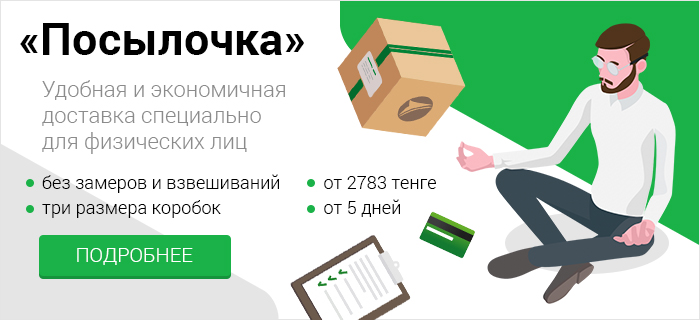 «Посылочка»
Удобная и экономичная
доставка специально
для физических лиц
без замеров и взвешиваний
три размера коробок
от 2783 тенге
от 5 дней
ПОДРОБНЕЕ